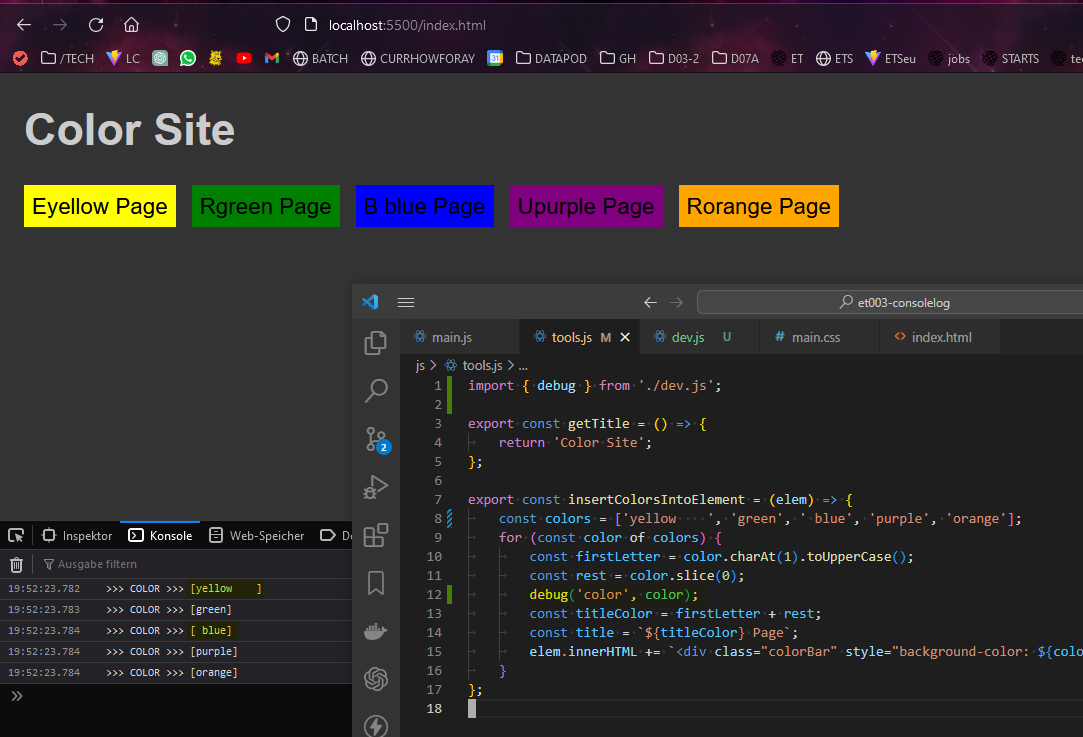 localhost:5500/index.html
/TECH LC BATCH CURRHOWFORAY 31 DATAPOD GH D03-2 D07A ET ETS ETSeu jobs STARTS
Color Site
Eyellow Page Rgreen Page B blue Page Upurple Page Rorange Page
et003-consolelog
main.js tools.js M dev.js U # main.css <> index.html
js > tools.js > ...
1 import { debug } from './dev.js';
2
3 export const getTitle = () => {
4 return 'Color Site';
5 };
6
7 export const insertColorsIntoElement = (elem) => {
8 const colors = ['yellow    ', 'green', ' blue', 'purple', 'orange'];
9 for (const color of colors) {
10 const firstLetter = color.charAt(1).toUpperCase();
11 const rest = color.slice(0);
12 debug('color', color);
13 const titleColor = firstLetter + rest;
14 const title = `${titleColor} Page`;
15 elem.innerHTML += `<div class="colorBar" style="background-color: ${colo
16 }
17 };
18
2
Inspektor Konsole Web-Speicher
Ausgabe filtern
19:52:23.782 >>> COLOR >>> [yellow    ]
19:52:23.783 >>> COLOR >>> [green]
19:52:23.784 >>> COLOR >>> [ blue]
19:52:23.784 >>> COLOR >>> [purple]
19:52:23.784 >>> COLOR >>> [orange]